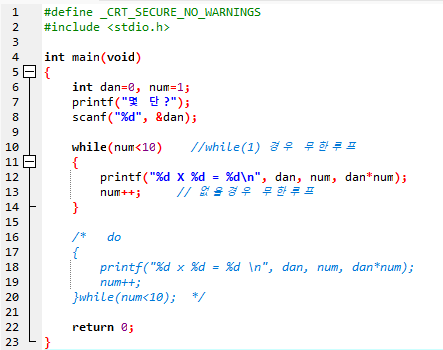 1 #define _CRT_SECURE_NO_WARNINGS
2 #include <stdio.h>
3
4 int main(void)
5 {
6 int dan=0, num=1;
7 printf("몇 단?");
8 scanf("%d", &dan);
9
10 while(num<10) //while(1) 경우 무한루프
11 {
12 printf("%d X %d = %d\n", dan, num, dan*num);
13 num++; // 없을경우 무한루프
14 }
15
16 /* do
17 {
18 printf("%d x %d = %d \n", dan, num, dan*num);
19 num++;
20 }while(num<10); */
21
22 return 0;
23 }